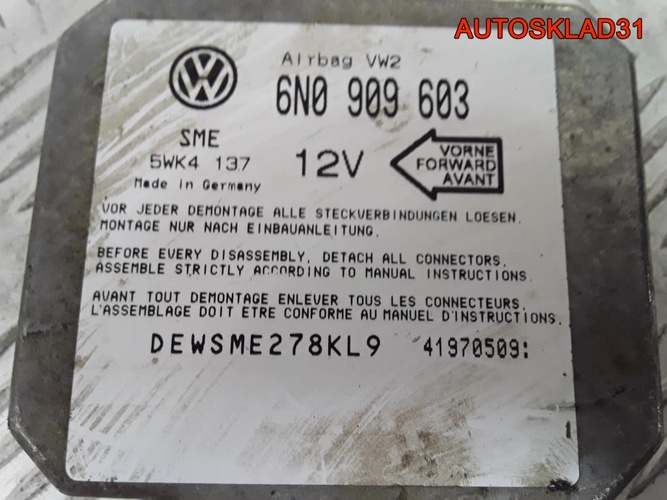 AUTOSKLAD31
Airbag VW2
6N0 909 603
SME
5WK4 137
Made in Germany
12V
VORNE
FORWARD
AVANT
VOR JEDER DEMONTAGE ALLE STECKVERBINDUNGEN LOESEN.
MONTAGE NUR NACH EINBAUANLEITUNG.
BEFORE EVERY DISASSEMBLY, DETACH ALL CONNECTORS.
ASSEMBLE STRICTLY ACCORDING TO MANUAL INSTRUCTIONS.
AVANT TOUT DEMONTAGE ENLEVER TOUS LES CONNECTEURS.
L'ASSEMBLAGE DOIT ETRE CONFORME AU MANUEL D'INSTRUCTIONS.
DEWSME278KL9 41970509: